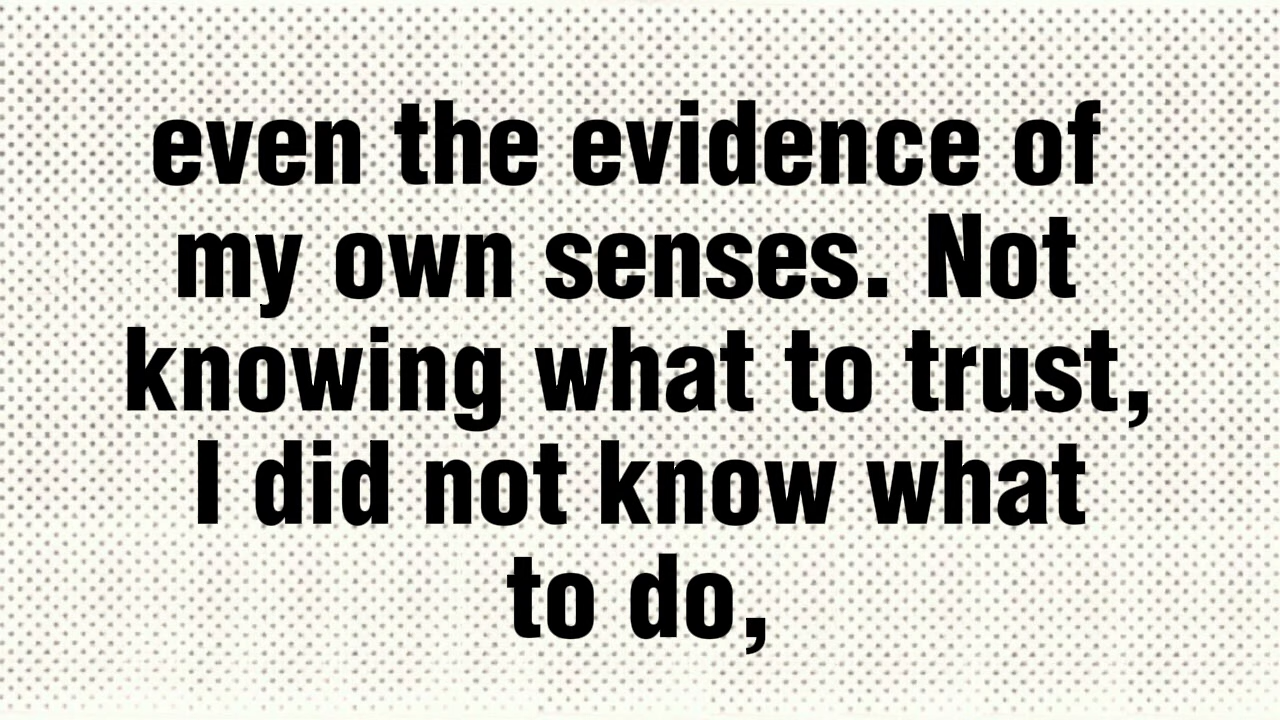 even the evidence of
my own senses. Not
knowing what to trust,
I did not know what
to do,